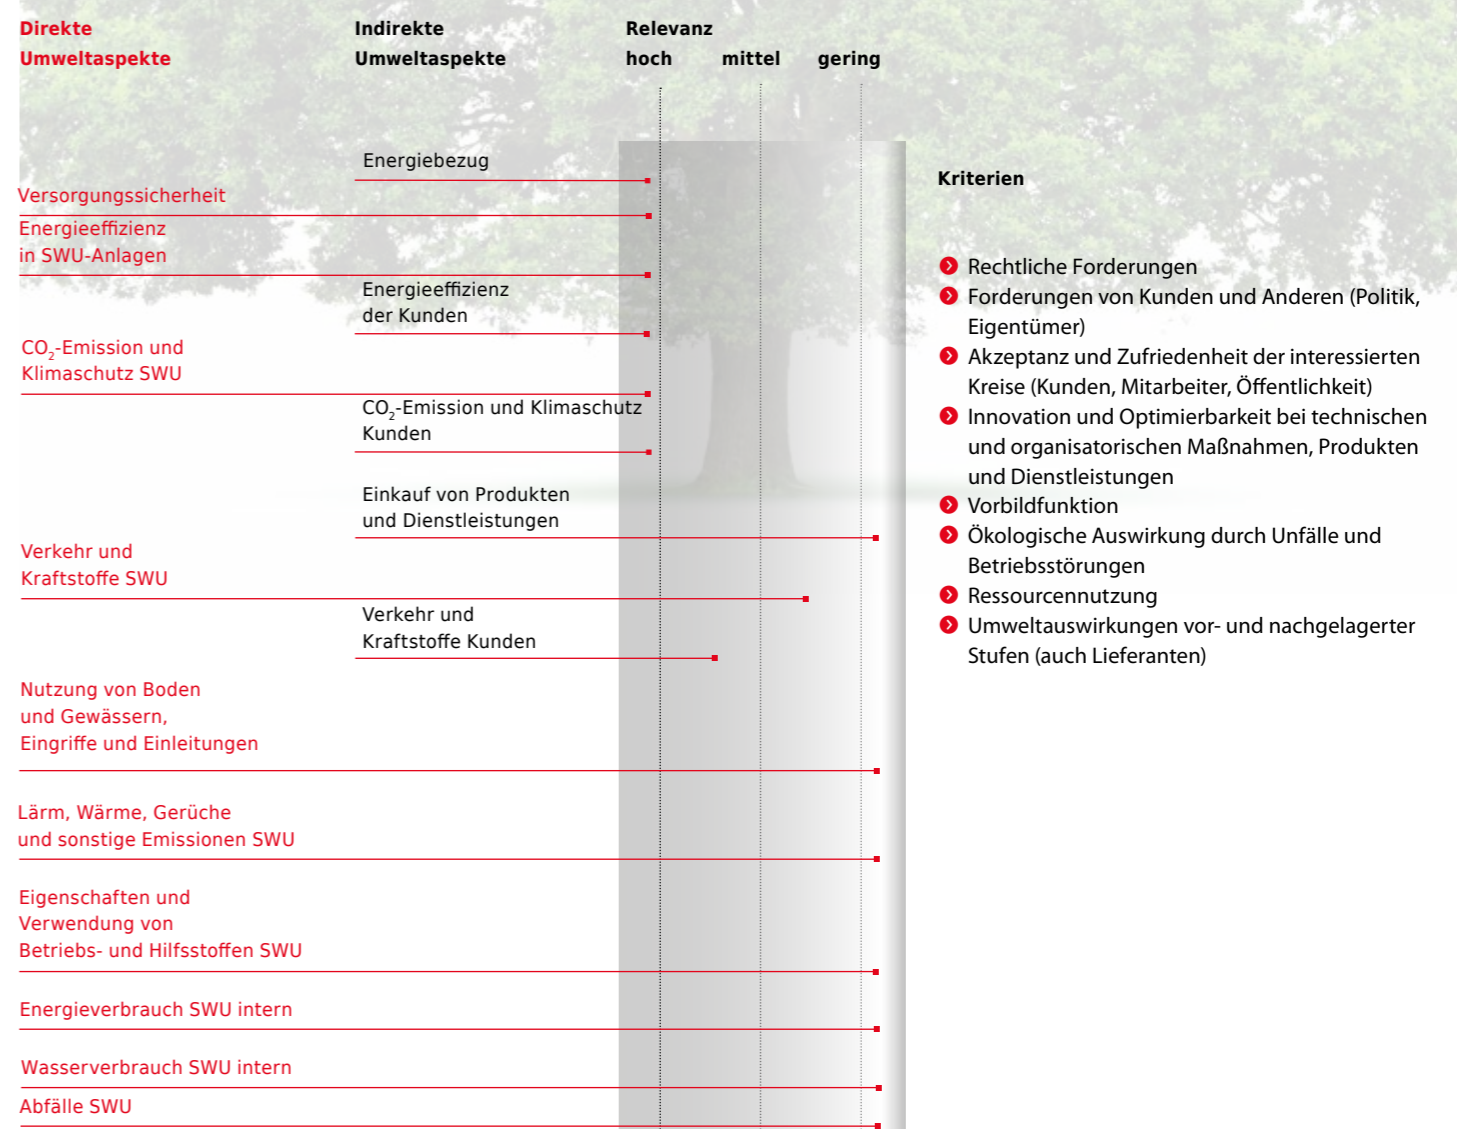 Direkte
Umweltaspekte
Indirekte
Umweltaspekte
Relevanz
hoch mittel gering
Energiebezug
Versorgungssicherheit
Energieeffizienz
in SWU-Anlagen
Energieeffizienz
der Kunden
CO₂-Emission und
Klimaschutz SWU
CO₂-Emission und Klimaschutz
Kunden
Einkauf von Produkten
und Dienstleistungen
Verkehr und
Kraftstoffe SWU
Verkehr und
Kraftstoffe Kunden
Nutzung von Boden
und Gewässern,
Eingriffe und Einleitungen
Lärm, Wärme, Gerüche
und sonstige Emissionen SWU
Eigenschaften und
Verwendung von
Betriebs- und Hilfsstoffen SWU
Energieverbrauch SWU intern
Wasserverbrauch SWU intern
Abfälle SWU
Kriterien
Rechtliche Forderungen
Forderungen von Kunden und Anderen (Politik,
Eigentümer)
Akzeptanz und Zufriedenheit der interessierten
Kreise (Kunden, Mitarbeiter, Öffentlichkeit)
Innovation und Optimierbarkeit bei technischen
und organisatorischen Maßnahmen, Produkten
und Dienstleistungen
Vorbildfunktion
Ökologische Auswirkung durch Unfälle und
Betriebsstörungen
Ressourcennutzung
Umweltauswirkungen vor- und nachgelagerter
Stufen (auch Lieferanten)